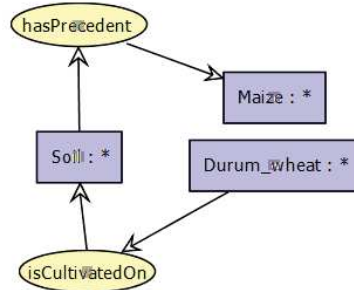 hasPrecedent
Maize : *
Soil : *
Durum_wheat : *
isCultivatedOn